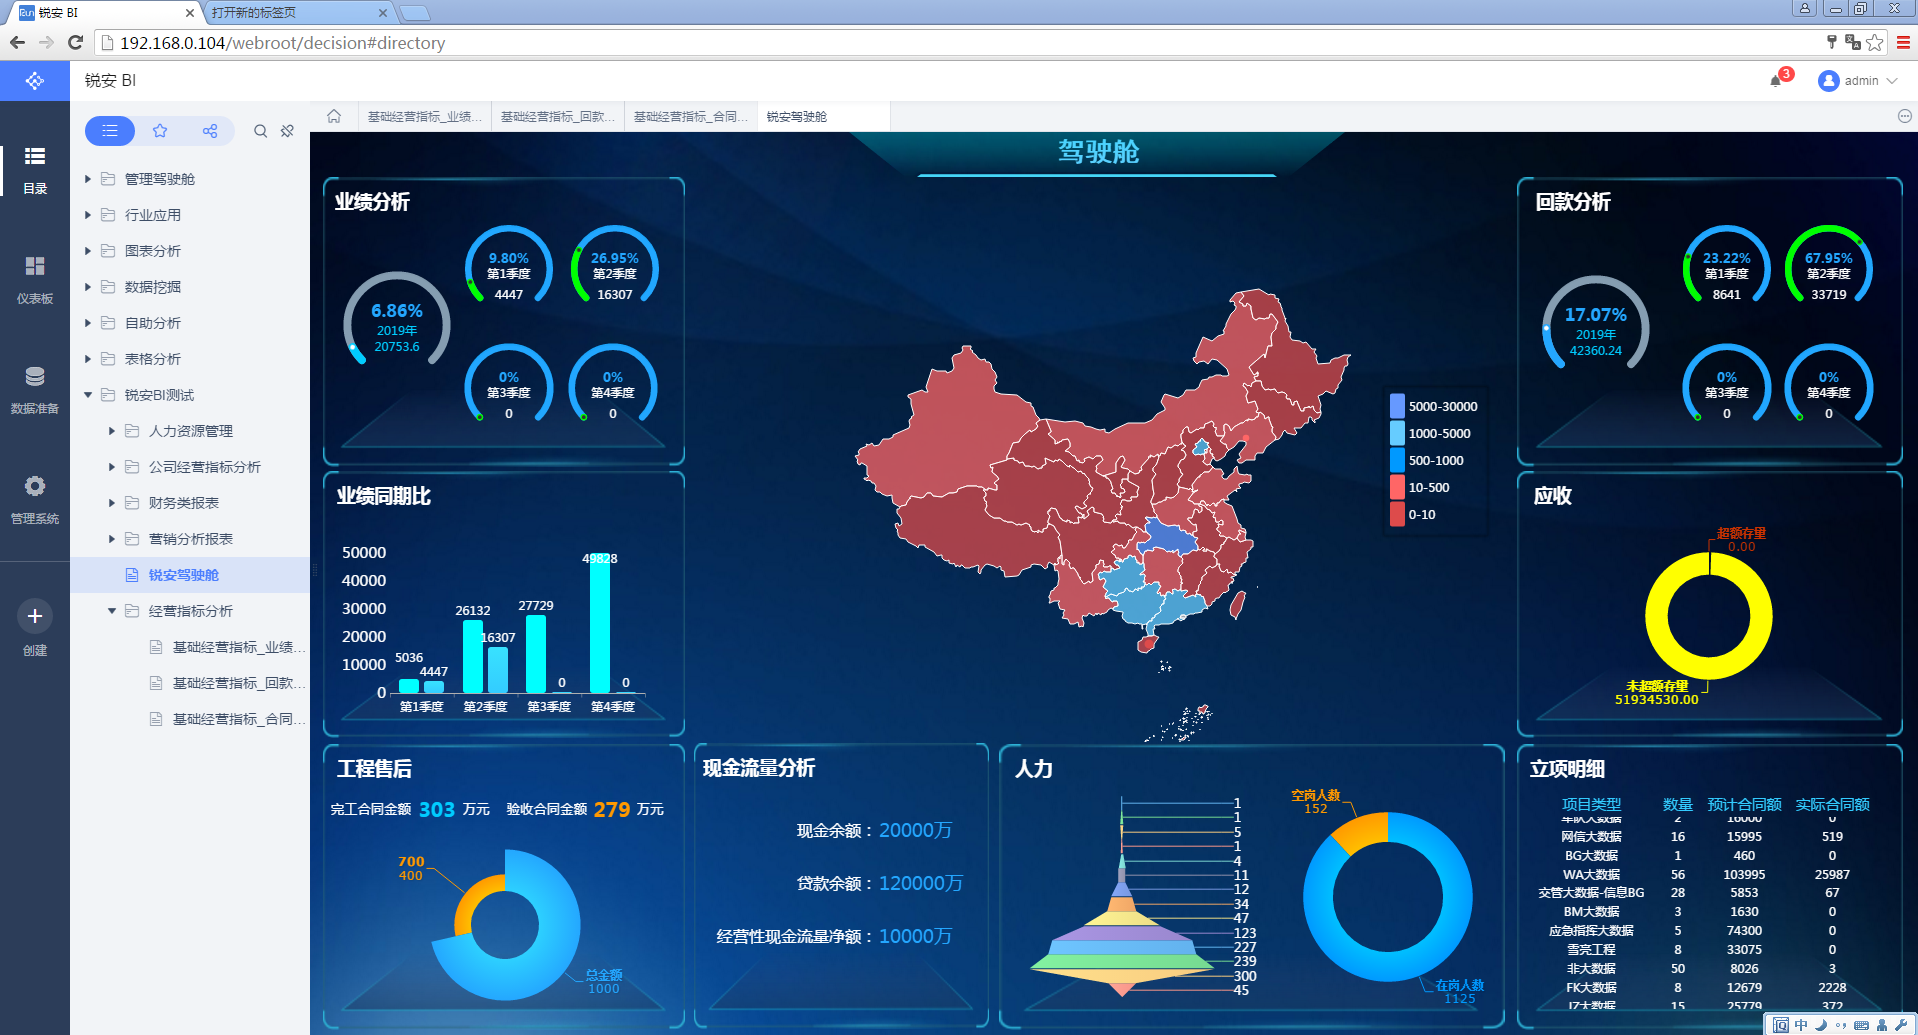 锐安 BI
打开新的标签页
192.168.0.104/webroot/decision#directory
锐安 BI
3
admin
目录
仪表板
数据准备
管理系统
创建
管理驾驶舱
行业应用
图表分析
数据挖掘
自助分析
表格分析
锐安BI测试
人力资源管理
公司经营指标分析
财务类报表
营销分析报表
锐安驾驶舱
经营指标分析
基础经营指标_业绩...
基础经营指标_回款...
基础经营指标_合同...
基础经营指标_业绩...
基础经营指标_回款...
基础经营指标_合同...
锐安驾驶舱
驾驶舱
业绩分析
6.86%
2019年
20753.6
9.80%
第1季度
4447
26.95%
第2季度
16307
0%
第3季度
0
0%
第4季度
0
业绩同期比
50000
40000
30000
20000
10000
0
5036
4447
26132
16307
27729
0
49828
0
第1季度
第2季度
第3季度
第4季度
5000-30000
1000-5000
500-1000
10-500
0-10
回款分析
17.07%
2019年
42360.24
23.22%
第1季度
8641
67.95%
第2季度
33719
0%
第3季度
0
0%
第4季度
0
应收
超额存量
0.00
未超额存量
51934530.00
工程售后
完工合同金额 303 万元 验收合同金额 279 万元
700
400
总金额
1000
现金流量分析
现金余额：20000万
贷款余额：120000万
经营性现金流量净额：10000万
人力
1
1
5
1
4
11
12
34
47
123
227
239
300
45
空岗人数
152
在岗人数
1125
立项明细
项目类型 数量 预计合同额 实际合同额
大数据 2 16000 0
网信大数据 16 15995 519
BG大数据 1 460 0
WA大数据 56 103995 25987
交管大数据-信息BG 28 5853 67
BM大数据 3 1630 0
应急指挥大数据 5 74300 0
雪亮工程 8 33075 0
非大数据 50 8026 3
FK大数据 8 12679 2228
JZ大数据 15 25779 372
中